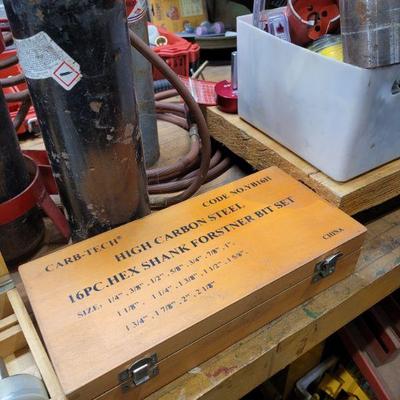 CARB-TECH®
CODE NO.YB16H
HIGH CARBON STEEL
16PC.HEX SHANK FORSTNER BIT SET
SIZE. 1/4"-3/8"-1/2"-5/8"-3/4"-7/8"-1"-
1 1/8"- 1 1/4"-1 3/8"-1 1/2"-1 5/8"-
1 3/4"-1 7/8"-2"-2 1/8"
CHINA